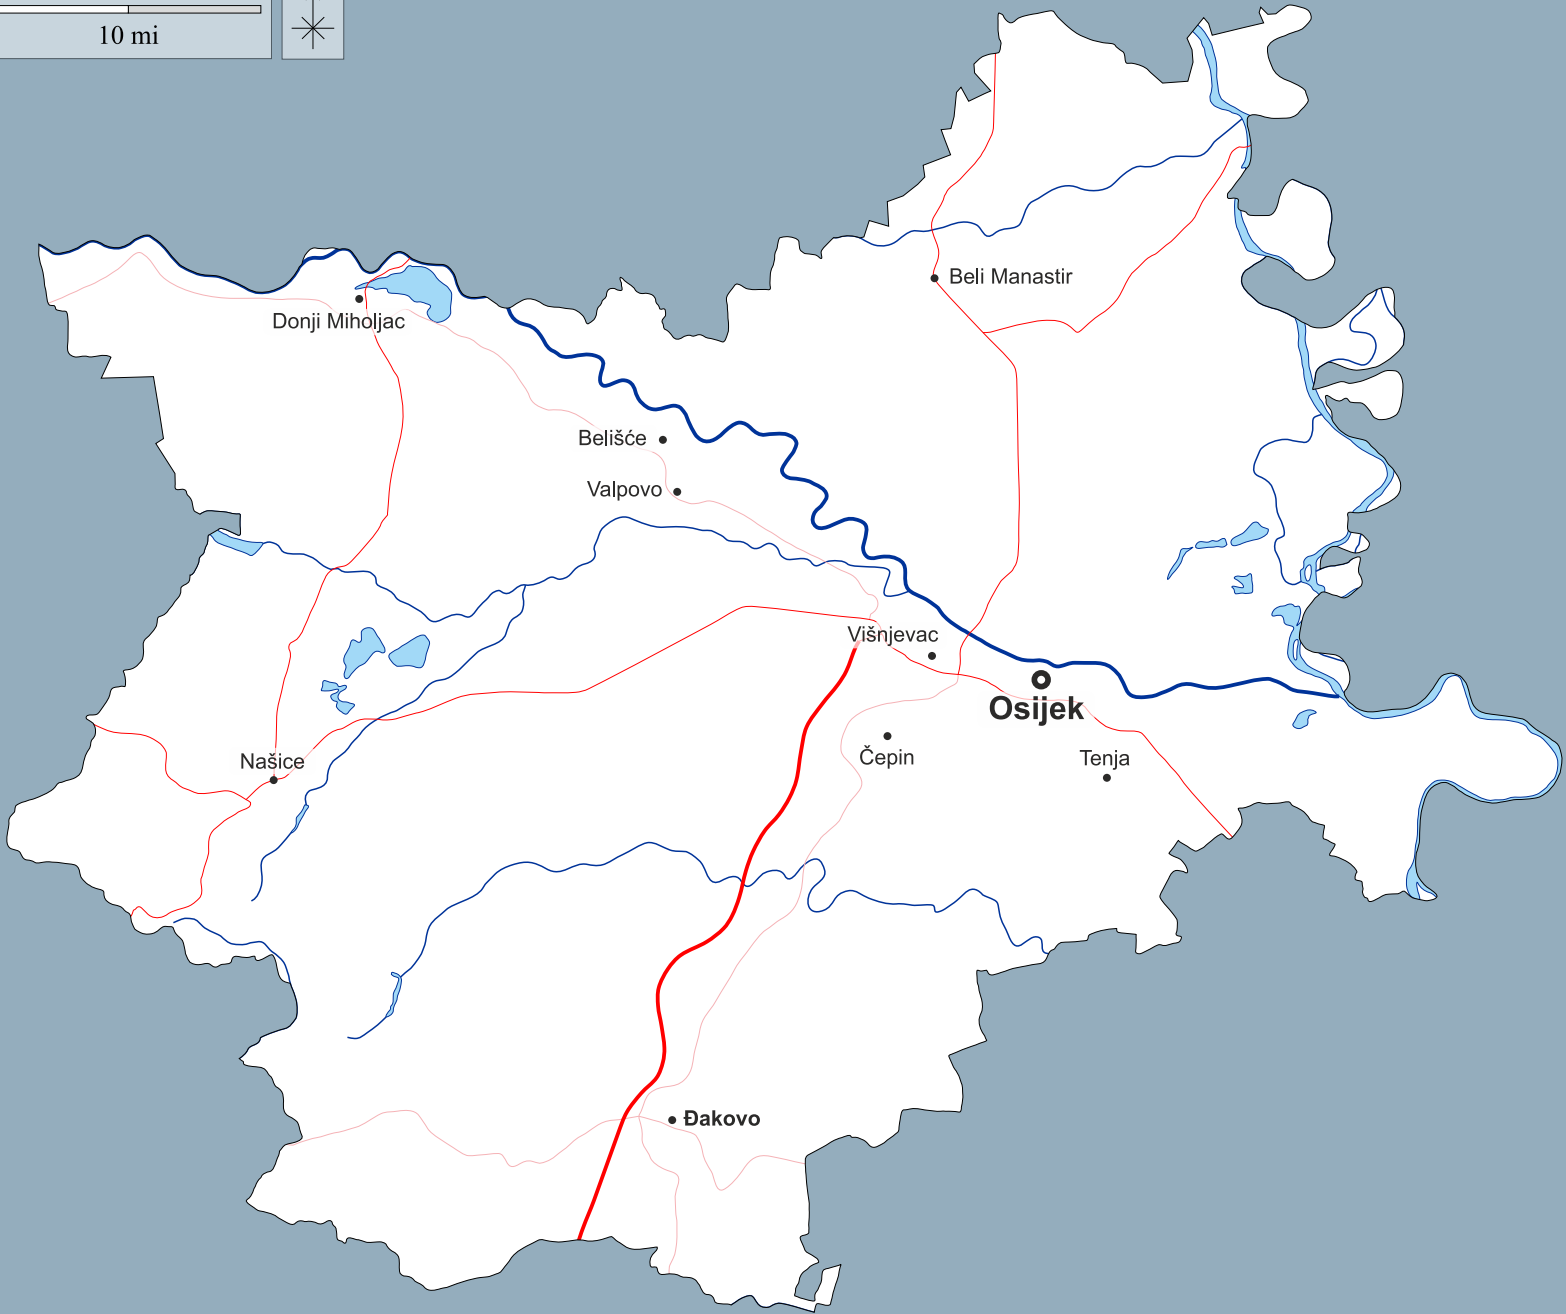 10 mi
Beli Manastir
Donji Miholjac
Belišće
Valpovo
Višnjevac
Osijek
Čepin
Tenja
Našice
Đakovo